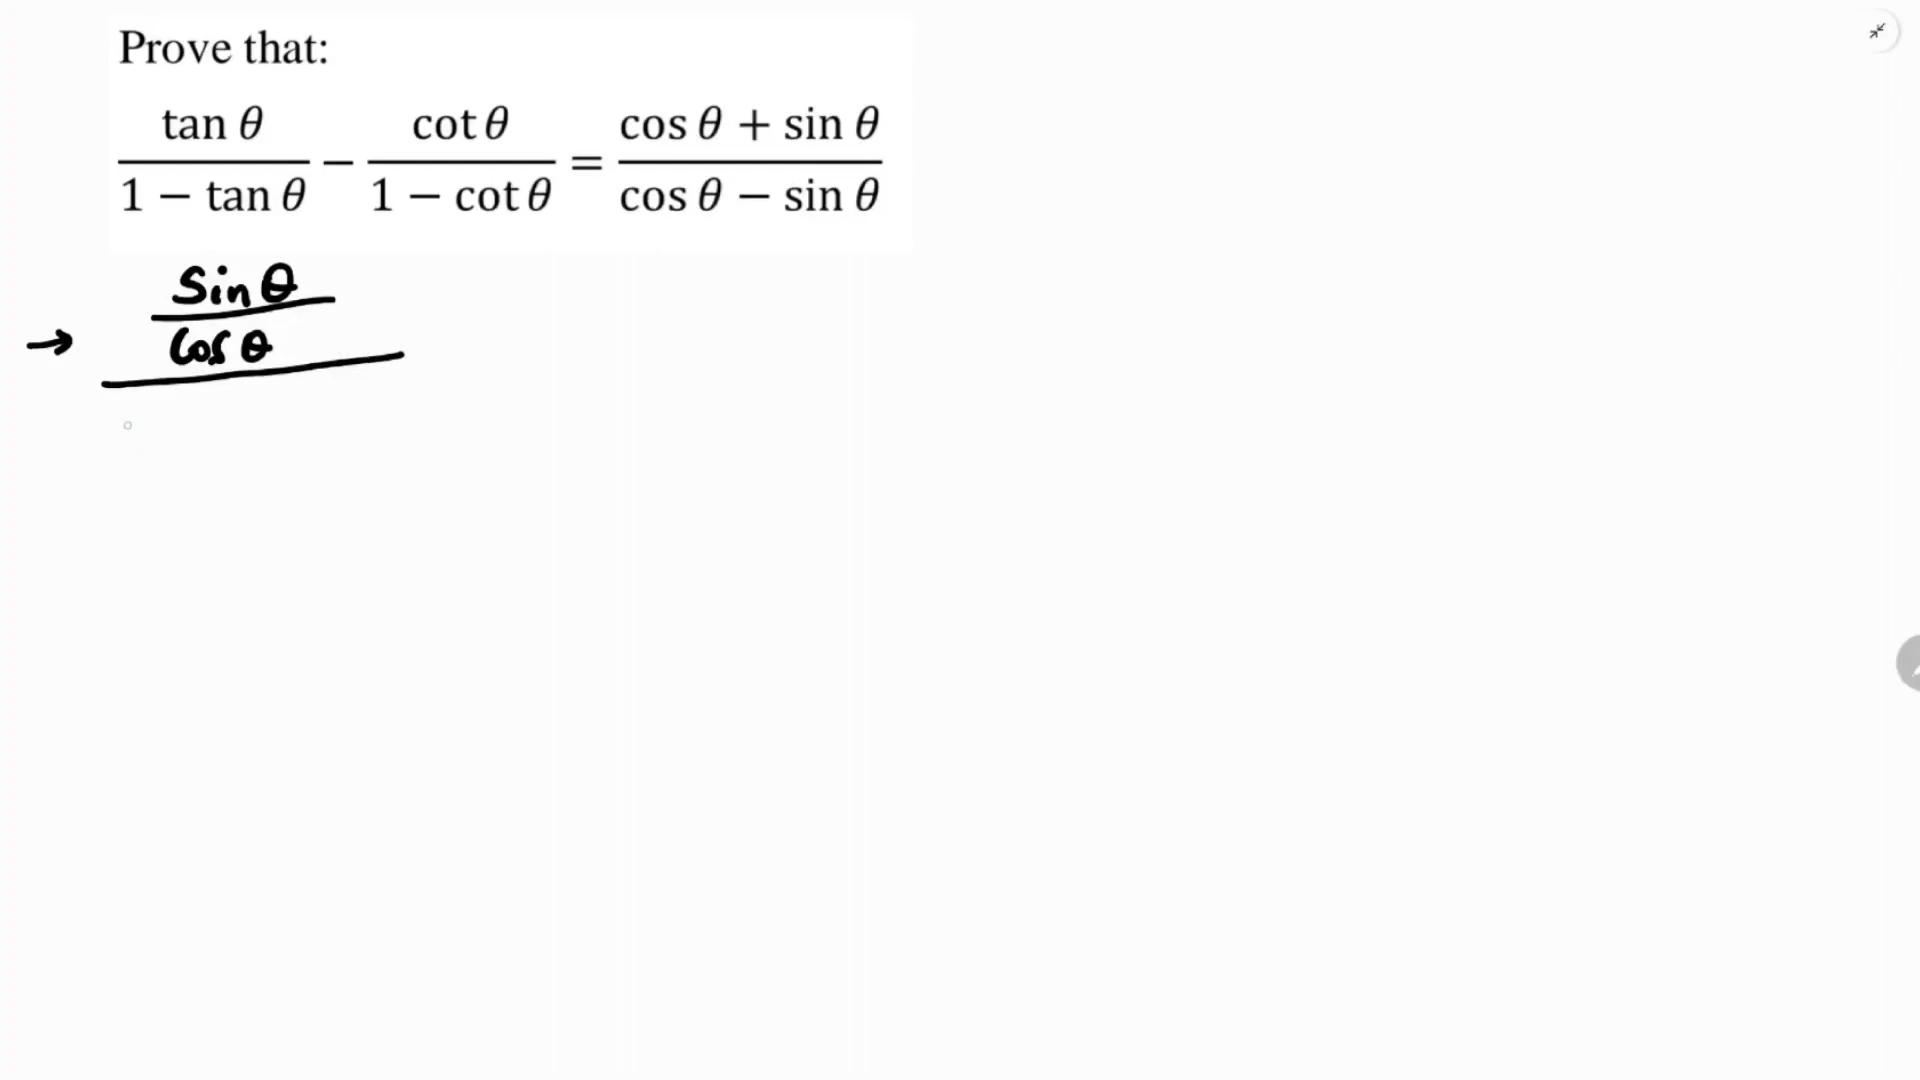 Prove that:
tan θ / (1 − tan θ) − cot θ / (1 − cot θ) = (cos θ + sin θ) / (cos θ − sin θ)
→ sin θ / cos θ